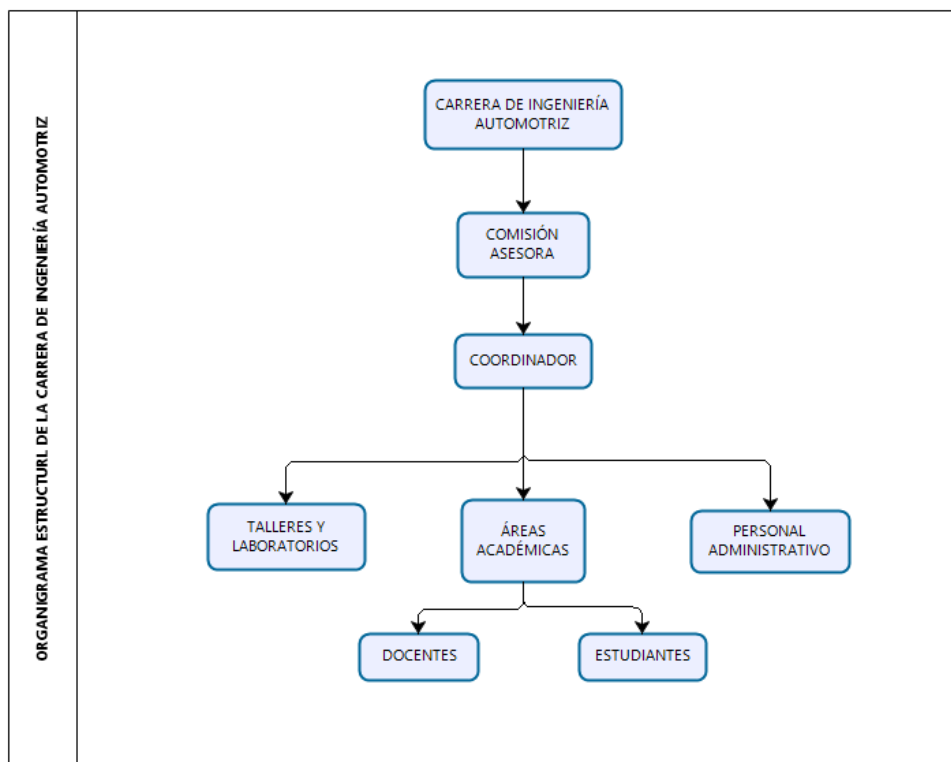 ORGANIGRAMA ESTRUCTURL DE LA CARRERA DE INGENIERÍA AUTOMOTRIZ
CARRERA DE INGENIERÍA
AUTOMOTRIZ
COMISIÓN
ASESORA
COORDINADOR
TALLERES Y
LABORATORIOS
ÁREAS
ACADÉMICAS
PERSONAL
ADMINISTRATIVO
DOCENTES
ESTUDIANTES